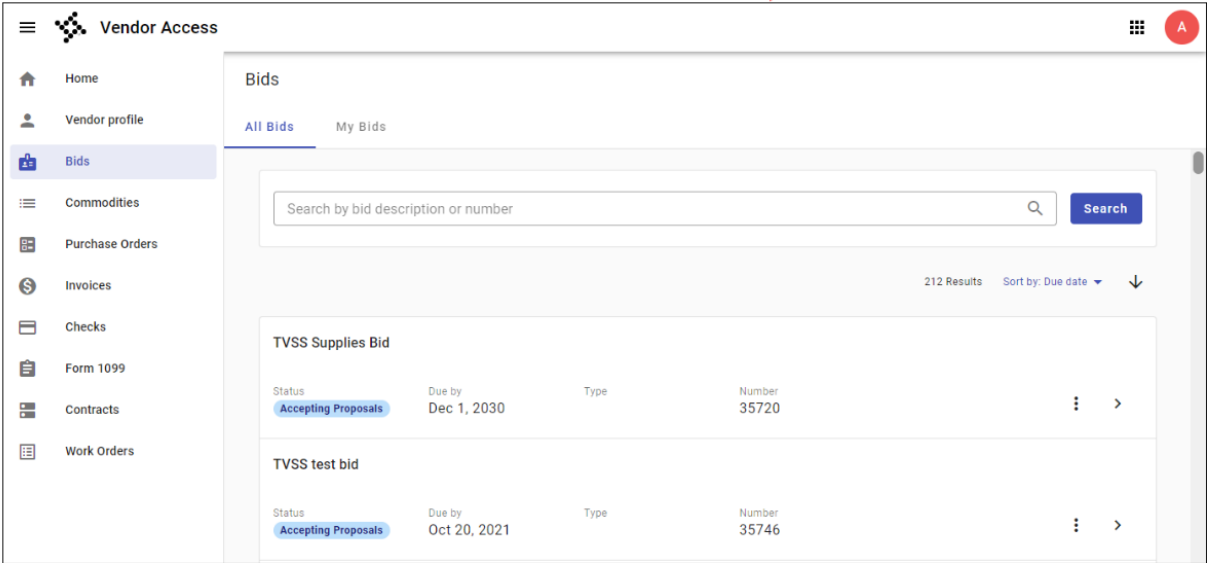 Vendor Access
A
Home
Vendor profile
Bids
Commodities
Purchase Orders
Invoices
Checks
Form 1099
Contracts
Work Orders
Bids
All Bids My Bids
Search by bid description or number
Search
212 Results Sort by: Due date
TVSS Supplies Bid
Status Due by Type Number
Accepting Proposals Dec 1, 2030 35720
TVSS test bid
Status Due by Type Number
Accepting Proposals Oct 20, 2021 35746